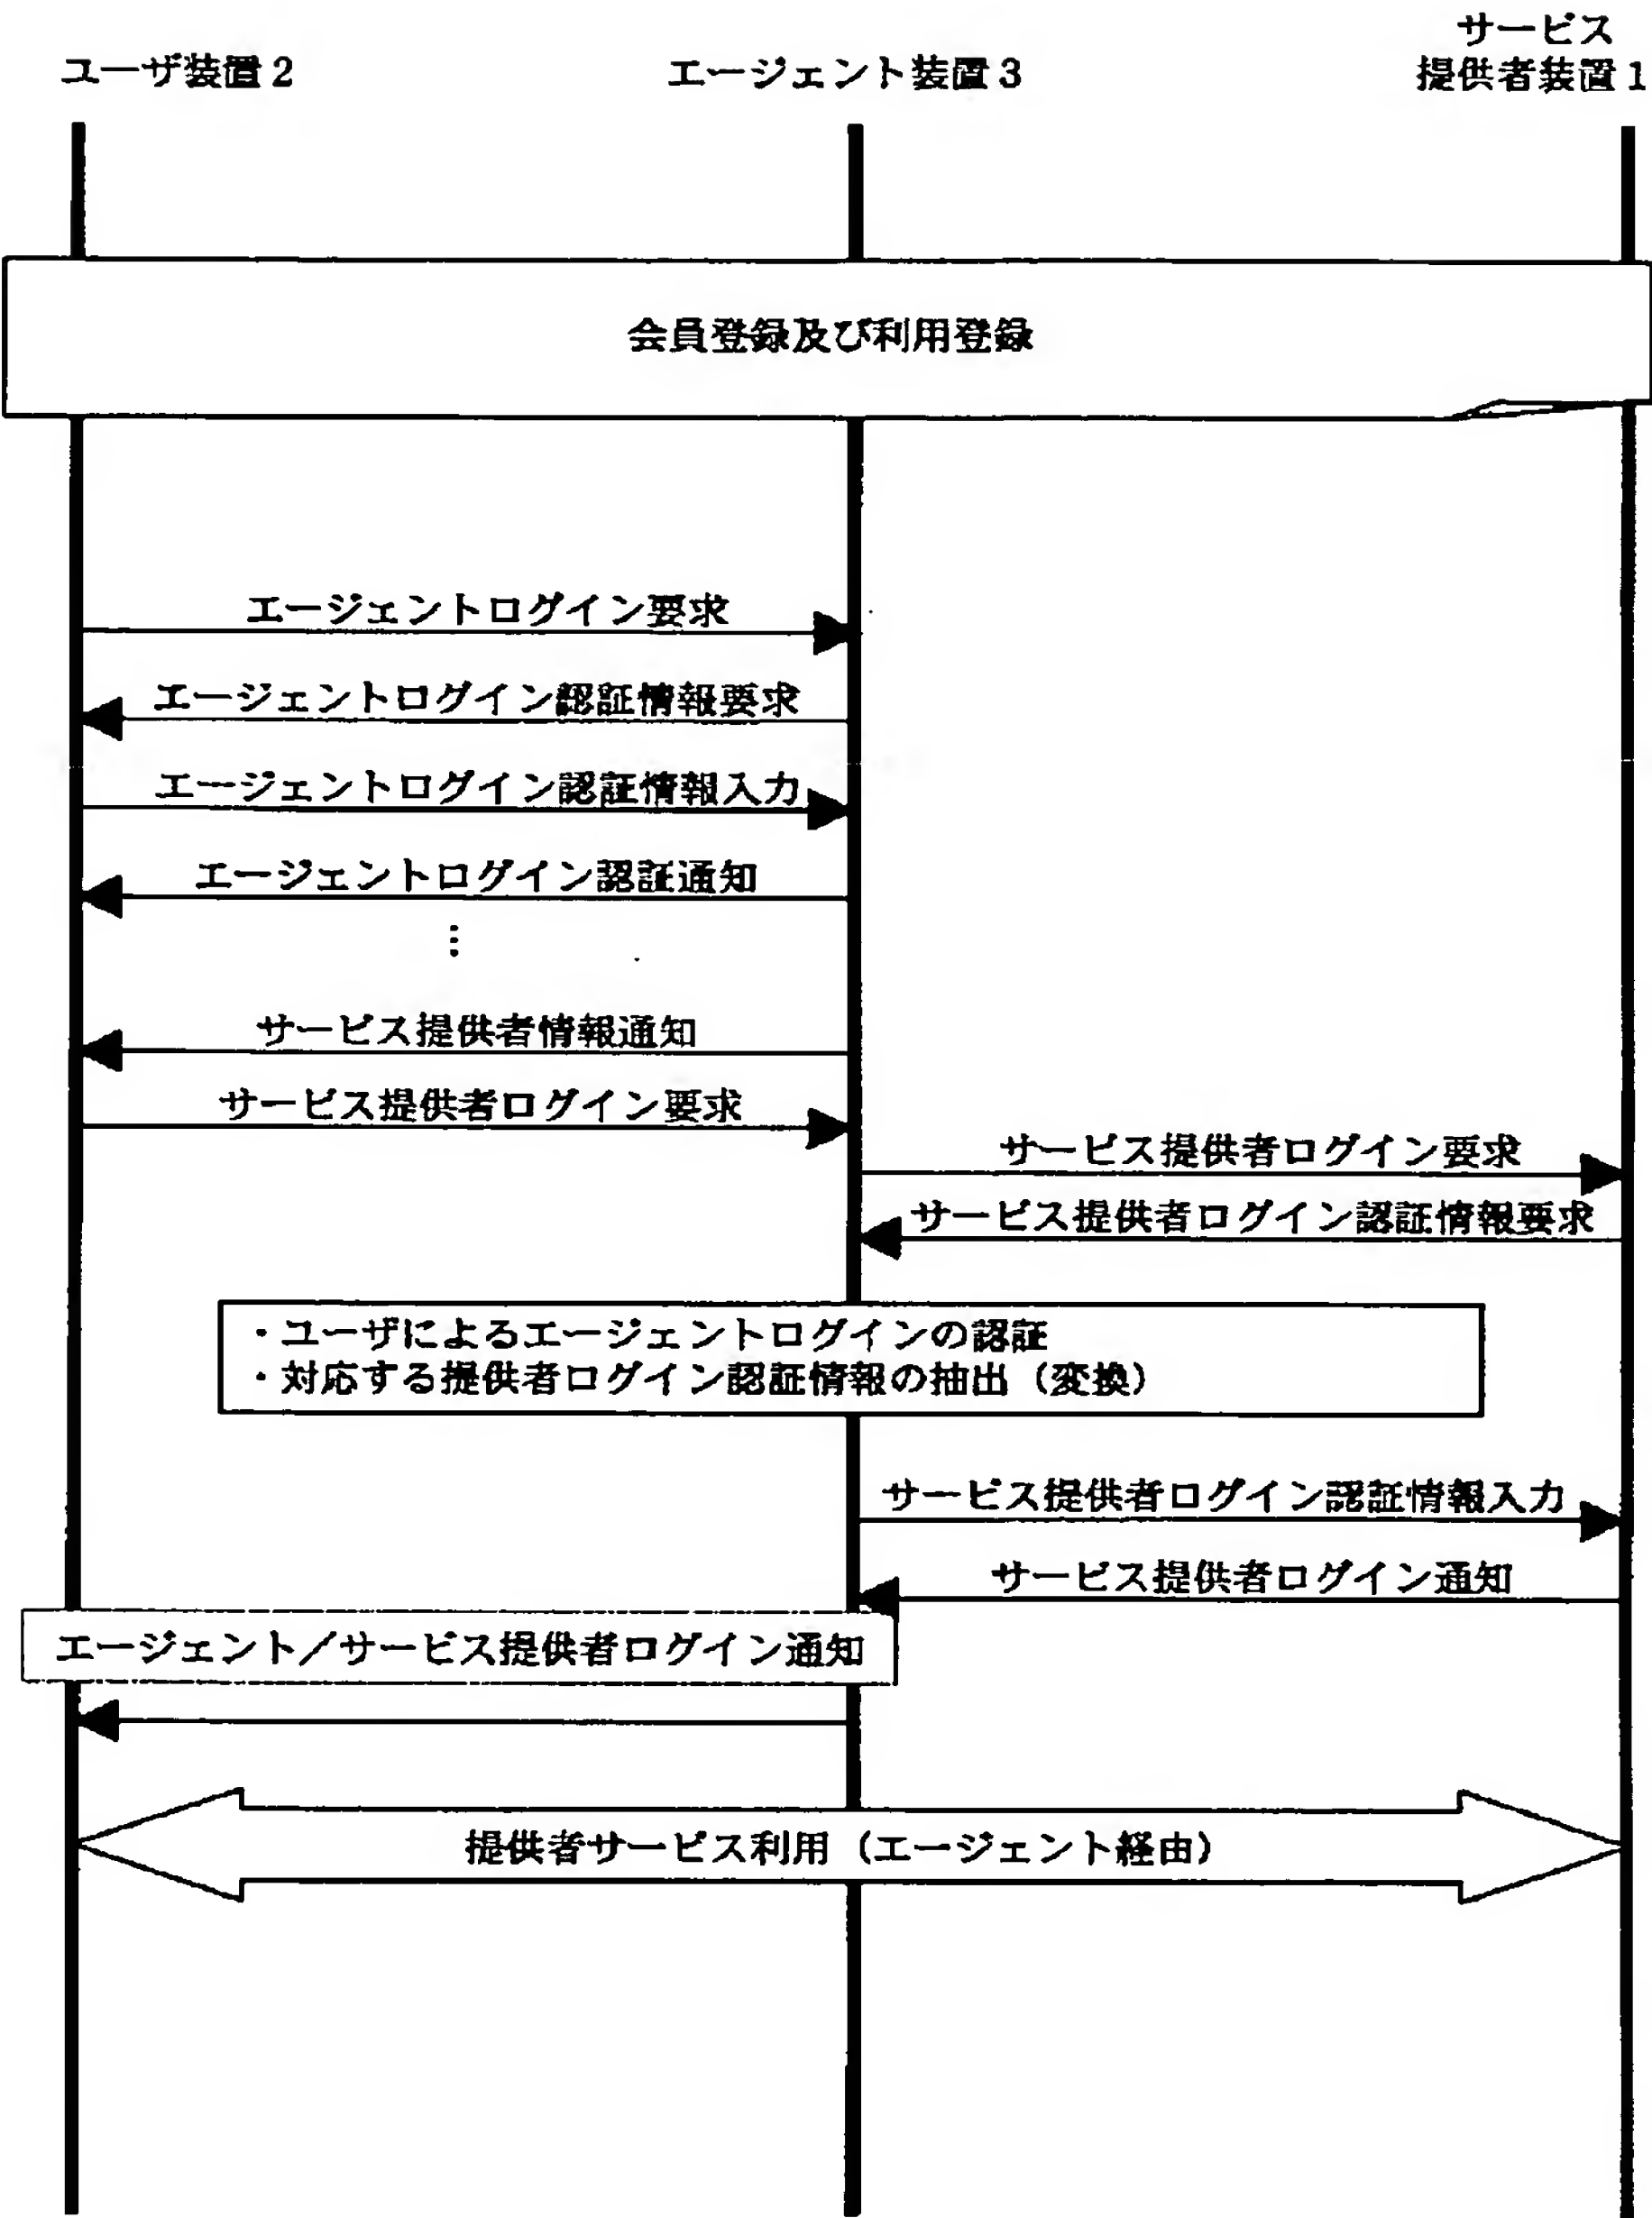 ユーザ装置2
エージェント装置3
サービス
提供者装置1
会員登録及び利用登録
エージェントログイン要求
エージェントログイン認証情報要求
エージェントログイン認証情報入力
エージェントログイン認証通知
⋮
サービス提供者情報通知
サービス提供者ログイン要求
サービス提供者ログイン要求
サービス提供者ログイン認証情報要求
・ユーザによるエージェントログインの認証
・対応する提供者ログイン認証情報の抽出（変換）
サービス提供者ログイン認証情報入力
サービス提供者ログイン通知
エージェント／サービス提供者ログイン通知
提供者サービス利用（エージェント経由）